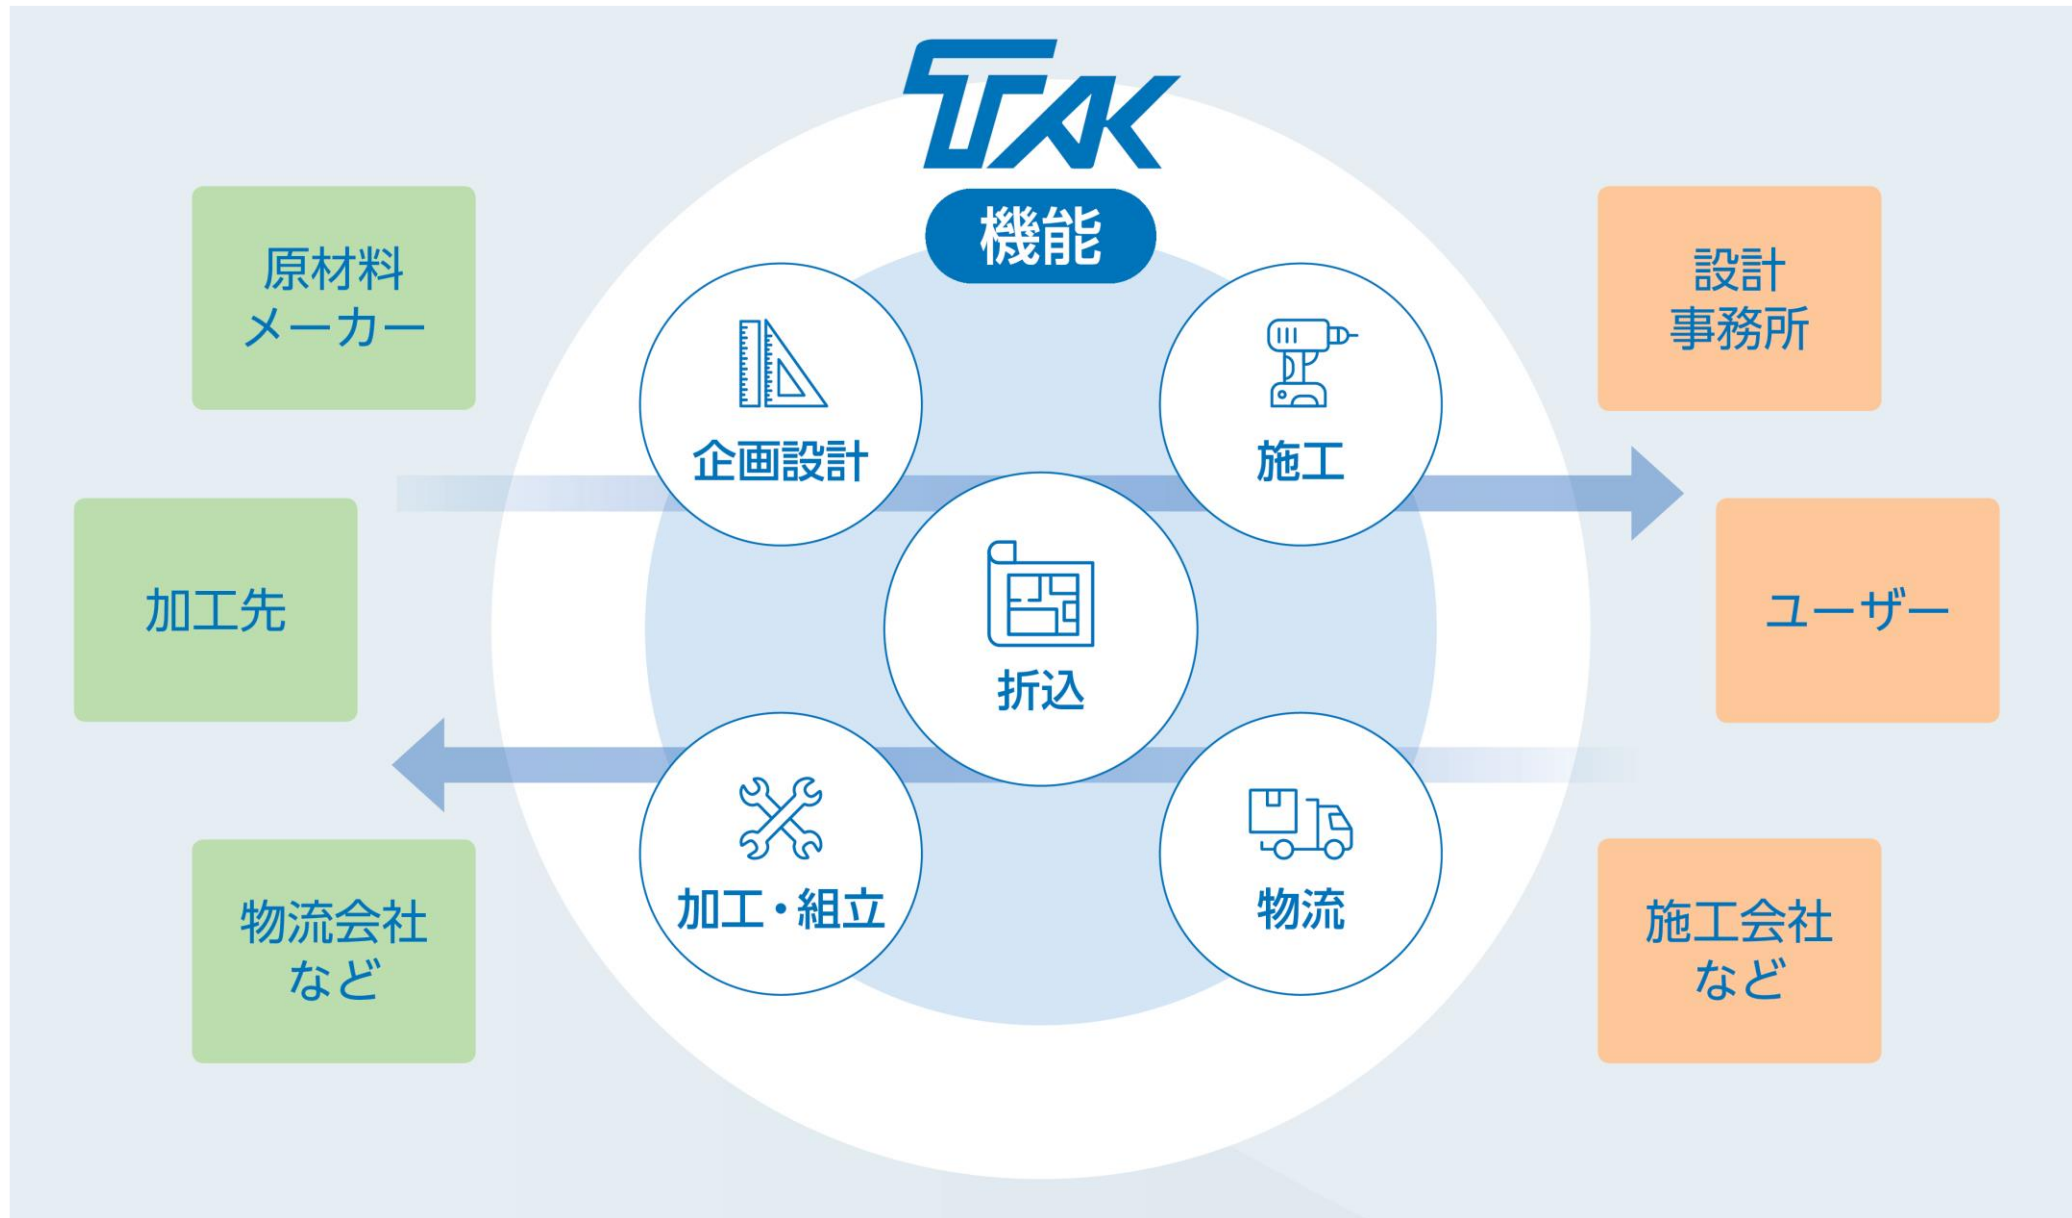 TAK
機能
原材料
メーカー
加工先
物流会社
など
企画設計
施工
折込
加工・組立
物流
設計
事務所
ユーザー
施工会社
など